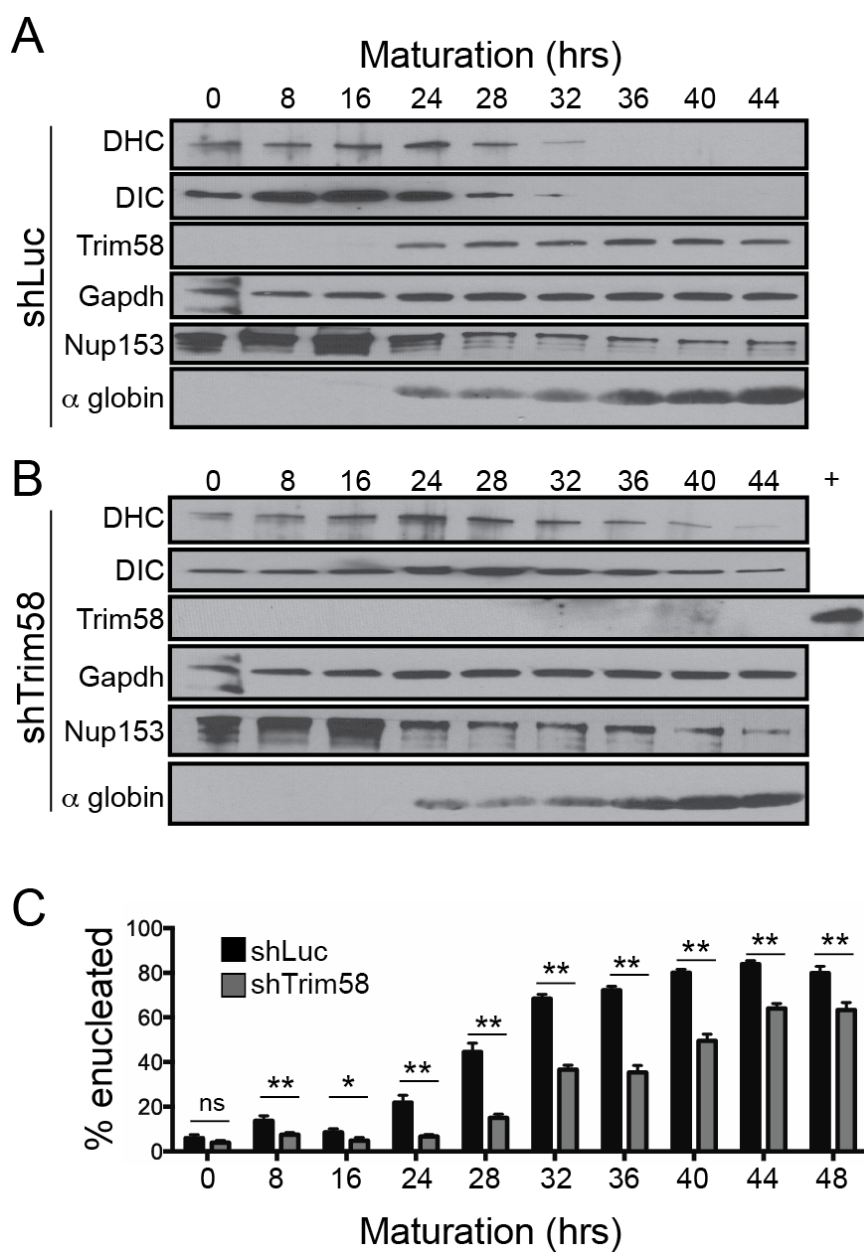 A
Maturation (hrs)
0 8 16 24 28 32 36 40 44
shLuc
DHC
DIC
Trim58
Gapdh
Nup153
α globin
B
0 8 16 24 28 32 36 40 44 +
shTrim58
DHC
DIC
Trim58
Gapdh
Nup153
α globin
C
% enucleated
100
80
60
40
20
0
shLuc
shTrim58
ns ** * ** ** ** ** ** ** **
0 8 16 24 28 32 36 40 44 48
Maturation (hrs)